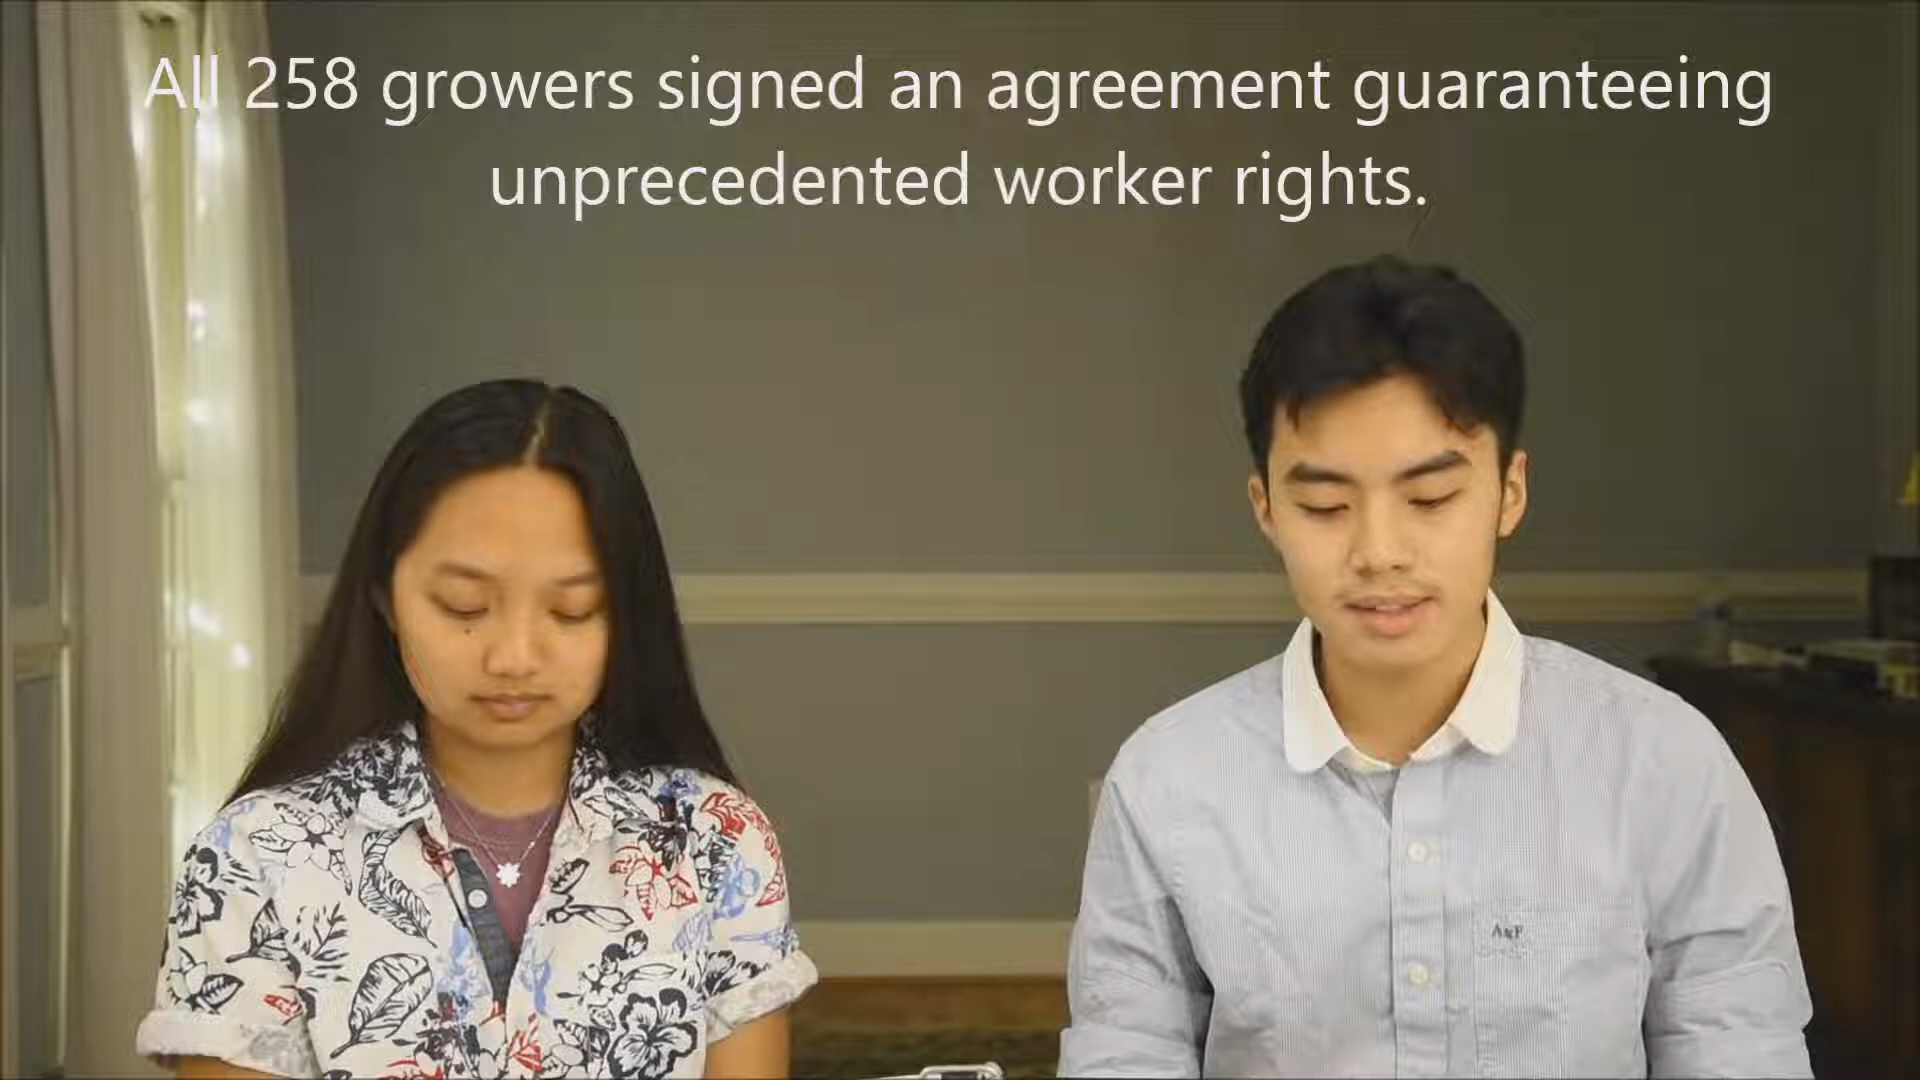 All 258 growers signed an agreement guaranteeing
unprecedented worker rights.
A&F